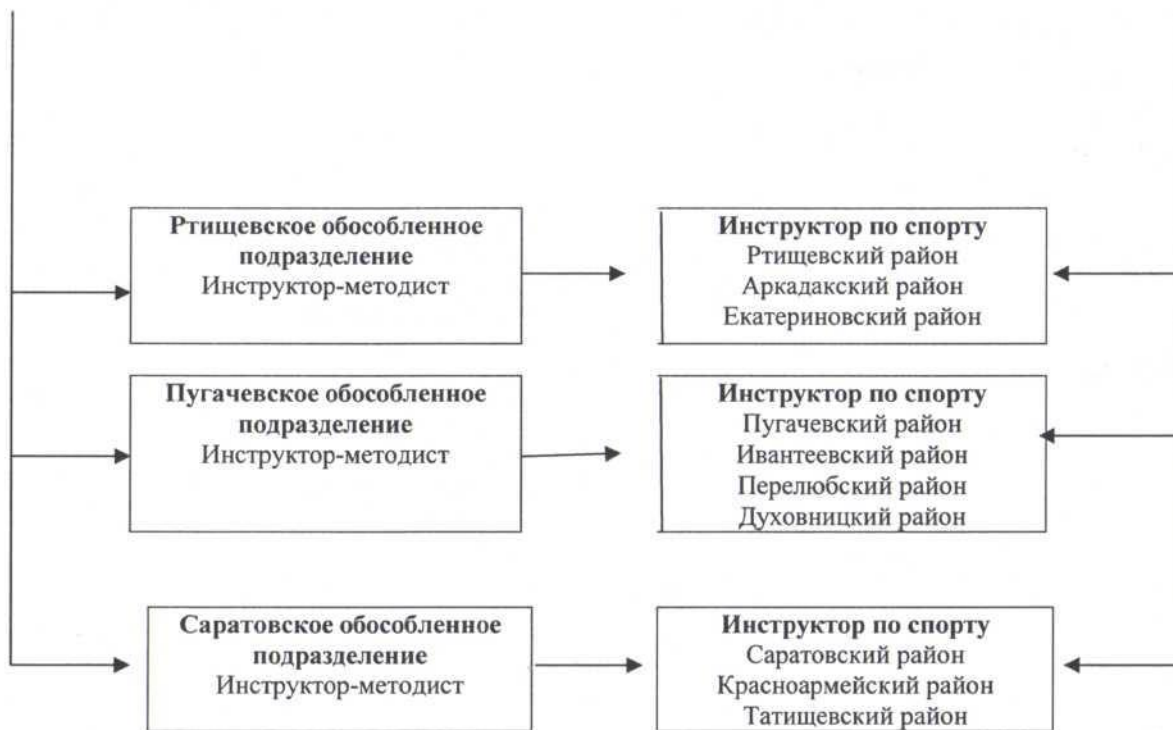 Ртищевское обособленное
подразделение
Инструктор-методист
Инструктор по спорту
Ртищевский район
Аркадакский район
Екатериновский район
Пугачевское обособленное
подразделение
Инструктор-методист
Инструктор по спорту
Пугачевский район
Ивантеевский район
Перелюбский район
Духовницкий район
Саратовское обособленное
подразделение
Инструктор-методист
Инструктор по спорту
Саратовский район
Красноармейский район
Татищевский район